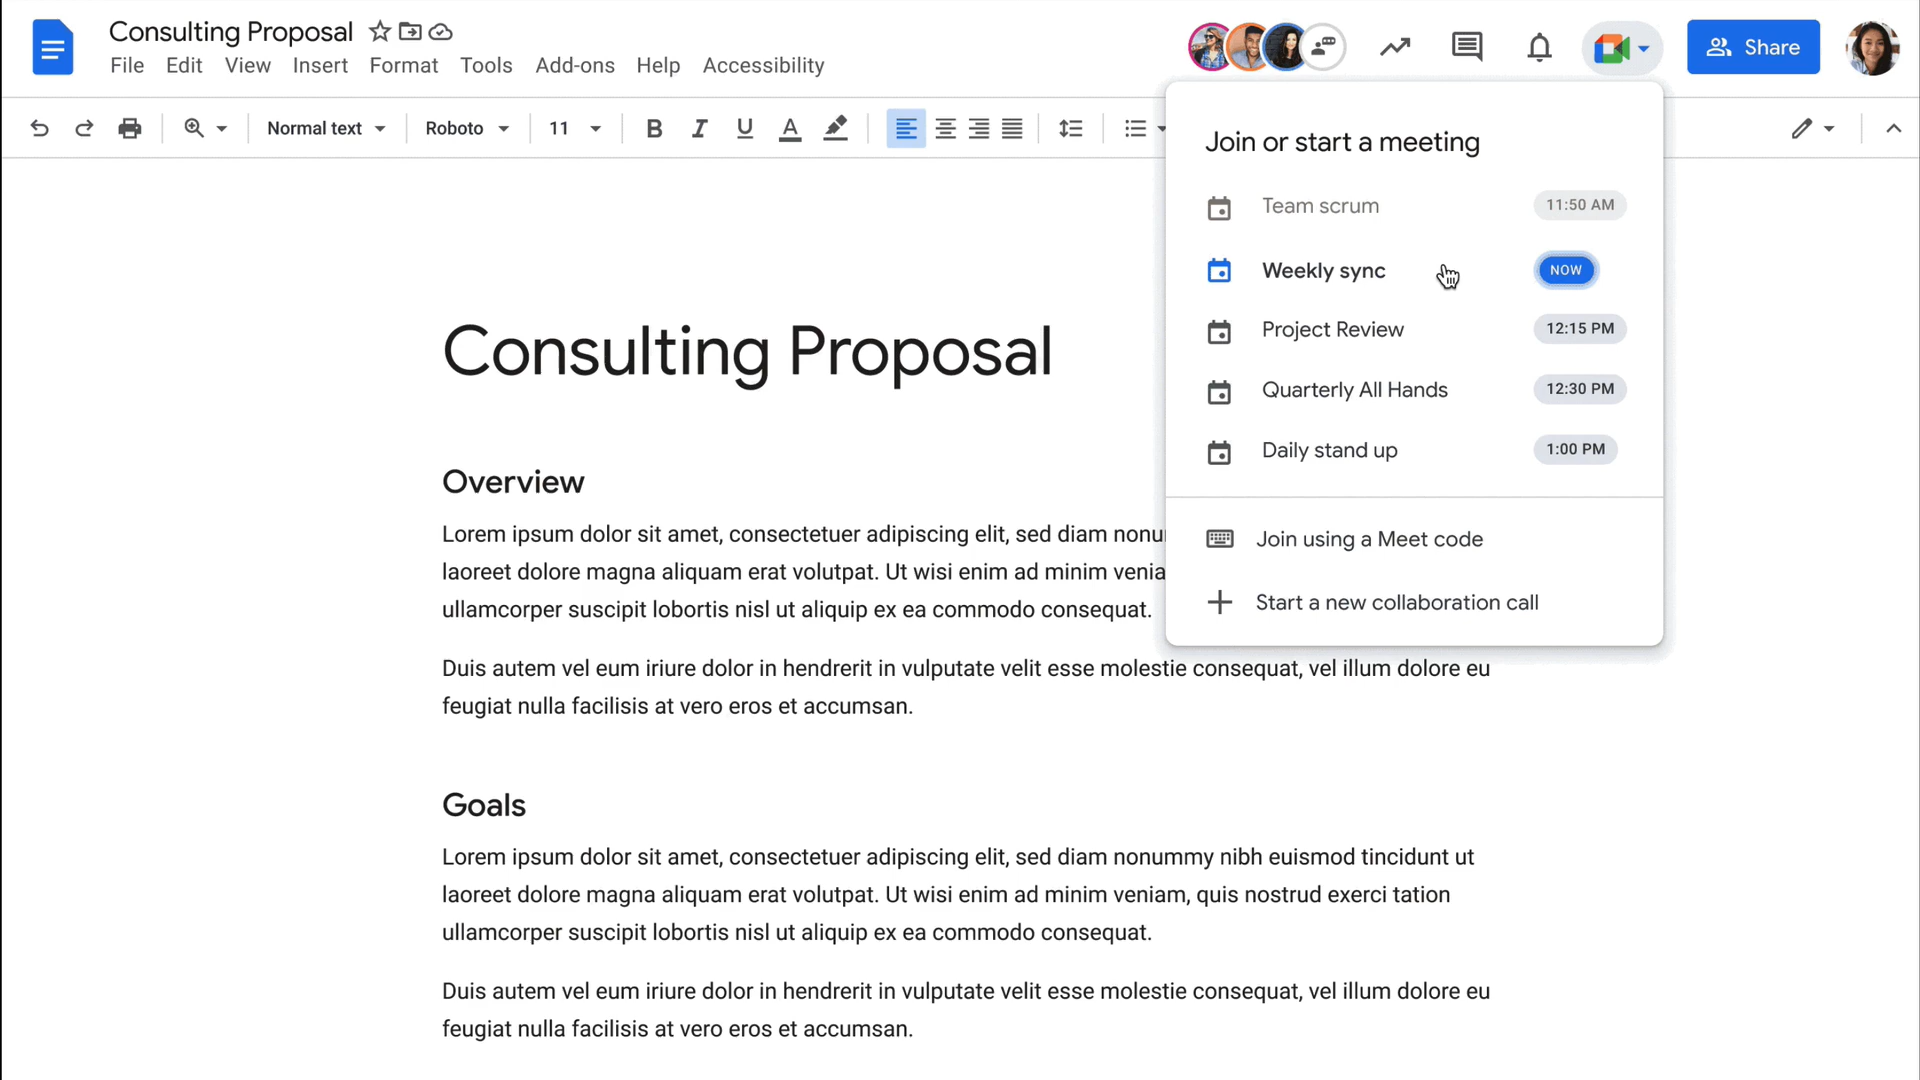 Consulting Proposal
File Edit View Insert Format Tools Add-ons Help Accessibility
Share
Normal text Roboto 11
Join or start a meeting
Team scrum 11:50 AM
Weekly sync NOW
Project Review 12:15 PM
Quarterly All Hands 12:30 PM
Daily stand up 1:00 PM
Join using a Meet code
Start a new collaboration call
Consulting Proposal
Overview
Lorem ipsum dolor sit amet, consectetuer adipiscing elit, sed diam
laoreet dolore magna aliquam erat volutpat. Ut wisi enim ad minim
ullamcorper suscipit lobortis nisl ut aliquip ex ea commodo consequat.
Duis autem vel eum iriure dolor in hendrerit in vulputate velit esse molestie consequat, vel illum dolore eu
feugiat nulla facilisis at vero eros et accumsan.
Goals
Lorem ipsum dolor sit amet, consectetuer adipiscing elit, sed diam nonummy nibh euismod tincidunt ut
laoreet dolore magna aliquam erat volutpat. Ut wisi enim ad minim veniam, quis nostrud exerci tation
ullamcorper suscipit lobortis nisl ut aliquip ex ea commodo consequat.
Duis autem vel eum iriure dolor in hendrerit in vulputate velit esse molestie consequat, vel illum dolore eu
feugiat nulla facilisis at vero eros et accumsan.